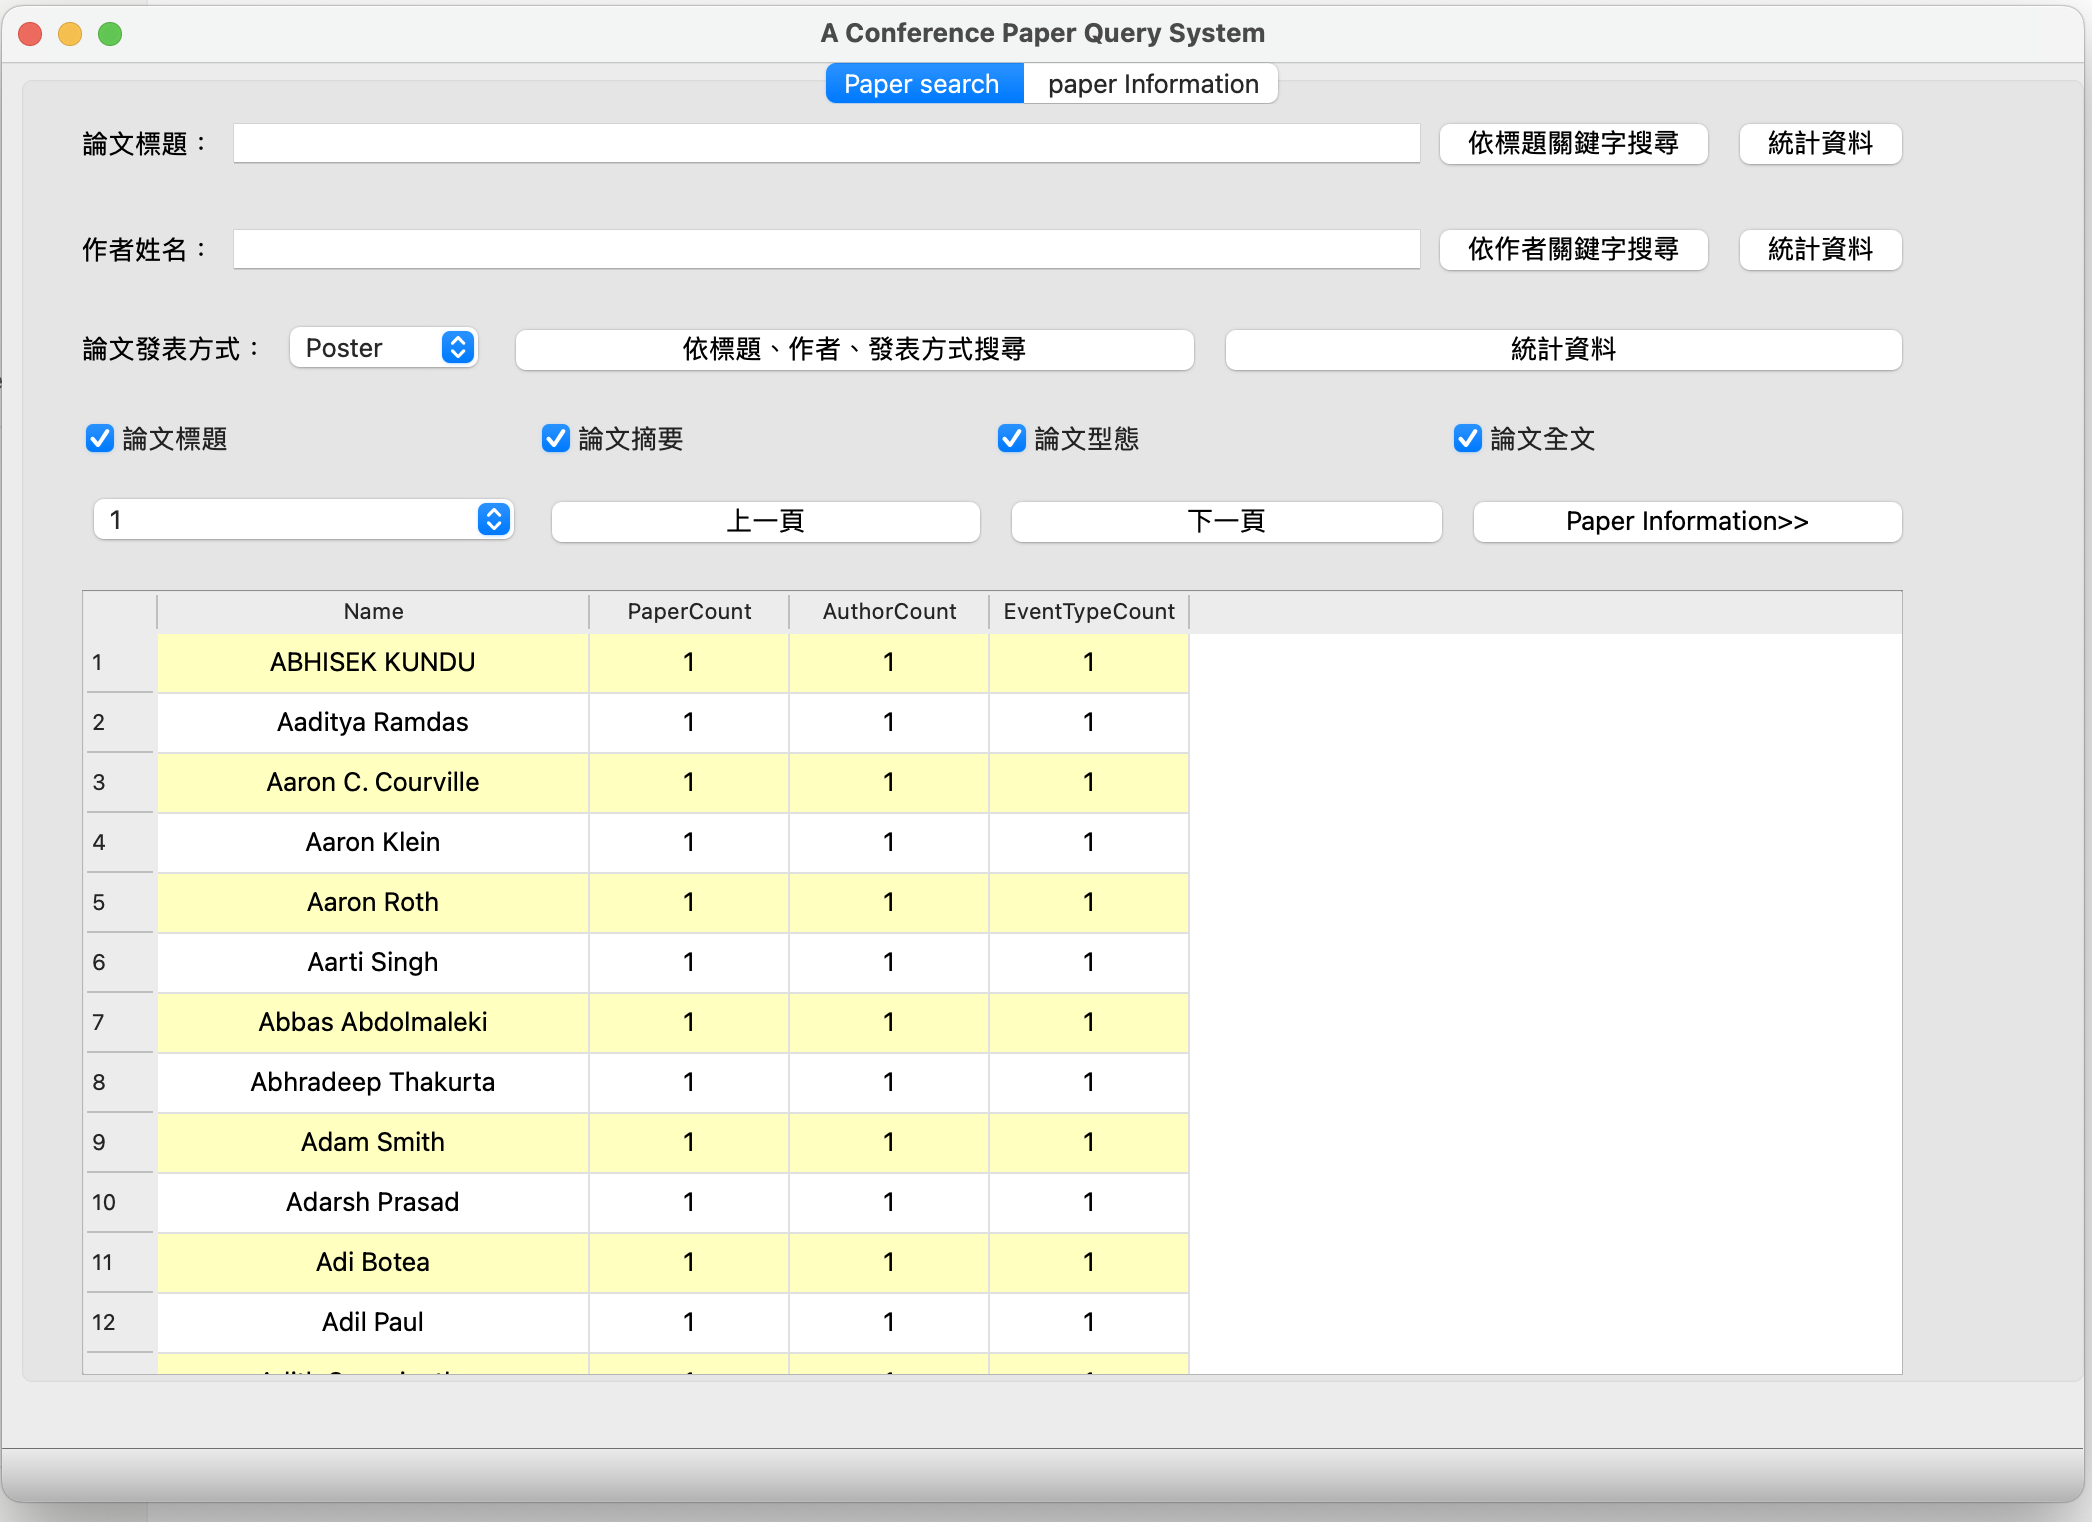 A Conference Paper Query System
Paper search paper Information
論文標題： 依標題關鍵字搜尋 統計資料
作者姓名： 依作者關鍵字搜尋 統計資料
論文發表方式： Poster 依標題、作者、發表方式搜尋 統計資料
論文標題 論文摘要 論文型態 論文全文
1 上一頁 下一頁 Paper Information>>
Name PaperCount AuthorCount EventTypeCount
1 ABHISEK KUNDU 1 1 1
2 Aaditya Ramdas 1 1 1
3 Aaron C. Courville 1 1 1
4 Aaron Klein 1 1 1
5 Aaron Roth 1 1 1
6 Aarti Singh 1 1 1
7 Abbas Abdolmaleki 1 1 1
8 Abhradeep Thakurta 1 1 1
9 Adam Smith 1 1 1
10 Adarsh Prasad 1 1 1
11 Adi Botea 1 1 1
12 Adil Paul 1 1 1